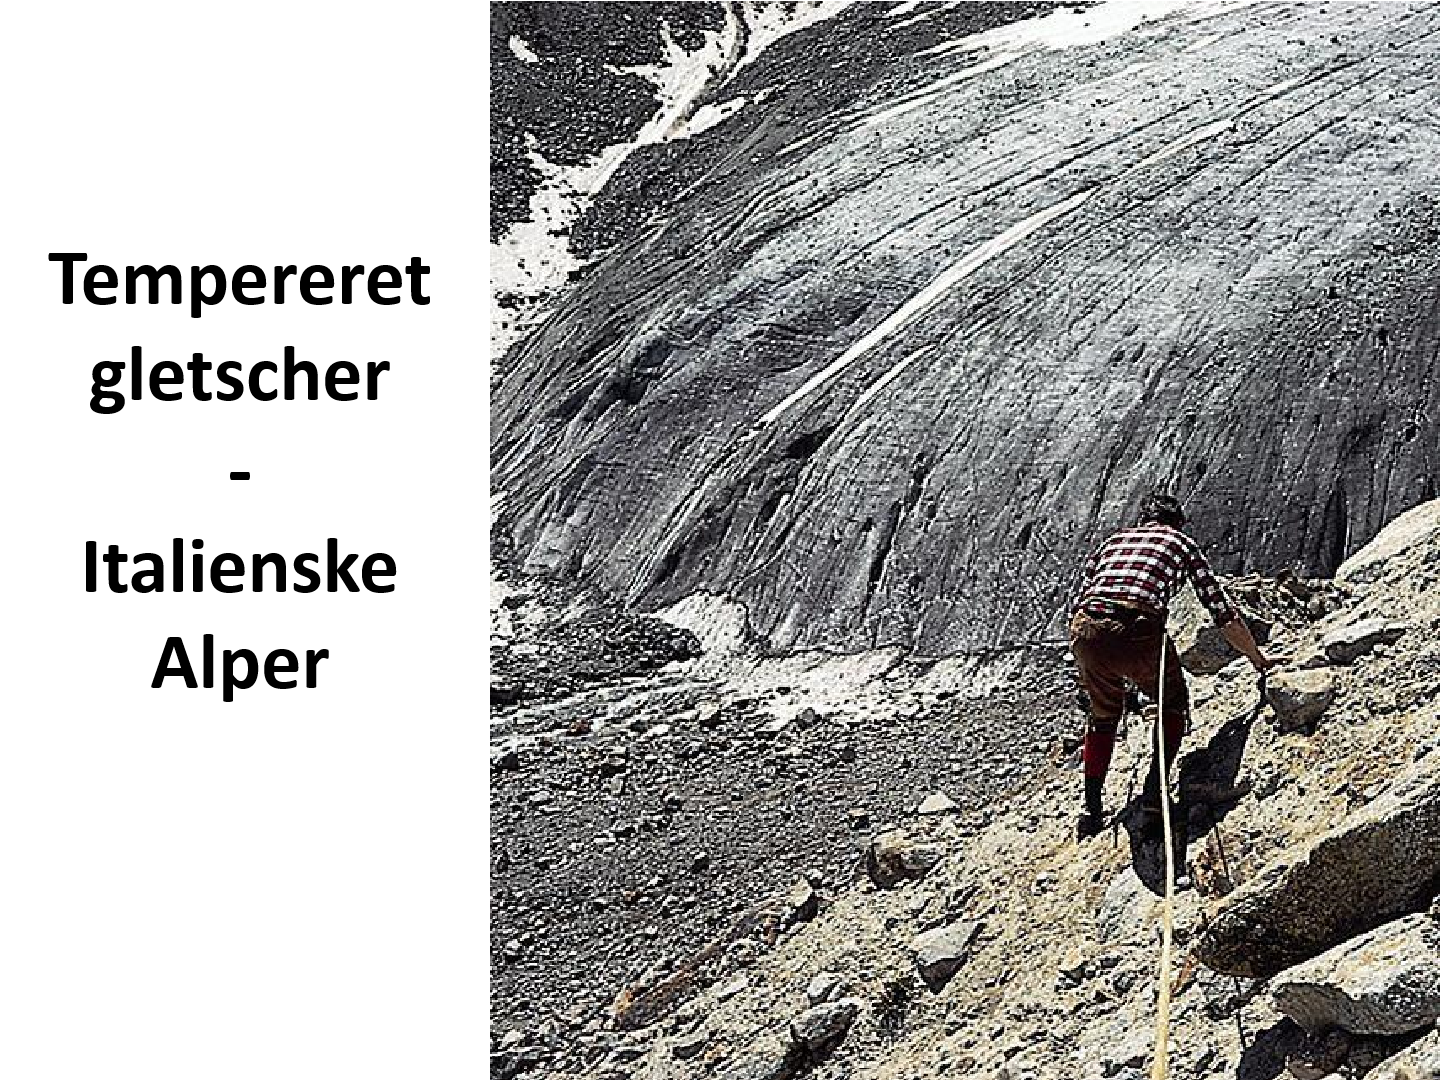 Tempereret
gletscher
-
Italienske
Alper